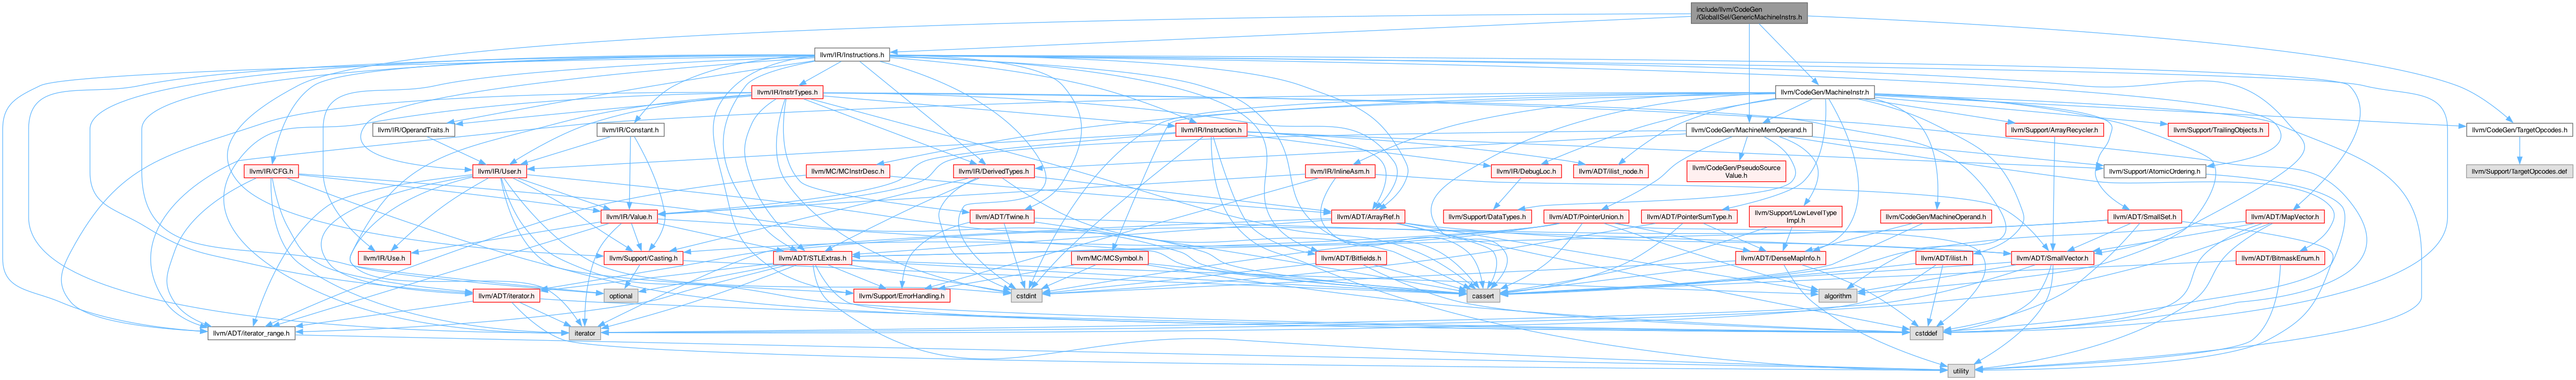 include/llvm/CodeGen
/GlobalISel/GenericMachineInstrs.h
llvm/IR/Instructions.h
llvm/IR/InstrTypes.h
llvm/CodeGen/MachineInstr.h
llvm/IR/OperandTraits.h
llvm/IR/Constant.h
llvm/IR/Instruction.h
llvm/CodeGen/MachineMemOperand.h
llvm/Support/ArrayRecycler.h
llvm/Support/TrailingObjects.h
llvm/CodeGen/TargetOpcodes.h
llvm/IR/CFG.h
llvm/IR/User.h
llvm/MC/MCInstrDesc.h
llvm/IR/DerivedTypes.h
llvm/IR/InlineAsm.h
llvm/CodeGen/PseudoSource
Value.h
llvm/IR/DebugLoc.h
llvm/ADT/ilist_node.h
llvm/Support/AtomicOrdering.h
llvm/Support/TargetOpcodes.def
llvm/IR/Value.h
llvm/ADT/Twine.h
llvm/ADT/ArrayRef.h
llvm/Support/DataTypes.h
llvm/ADT/PointerUnion.h
llvm/ADT/PointerSumType.h
llvm/Support/LowLevelType
Impl.h
llvm/CodeGen/MachineOperand.h
llvm/ADT/SmallSet.h
llvm/ADT/MapVector.h
llvm/IR/Use.h
llvm/Support/Casting.h
llvm/ADT/STLExtras.h
llvm/MC/MCSymbol.h
llvm/ADT/Bitfields.h
llvm/ADT/DenseMapInfo.h
llvm/ADT/ilist.h
llvm/ADT/SmallVector.h
llvm/ADT/BitmaskEnum.h
llvm/ADT/iterator.h
optional
llvm/Support/ErrorHandling.h
cstdint
cassert
algorithm
llvm/ADT/iterator_range.h
iterator
cstddef
utility